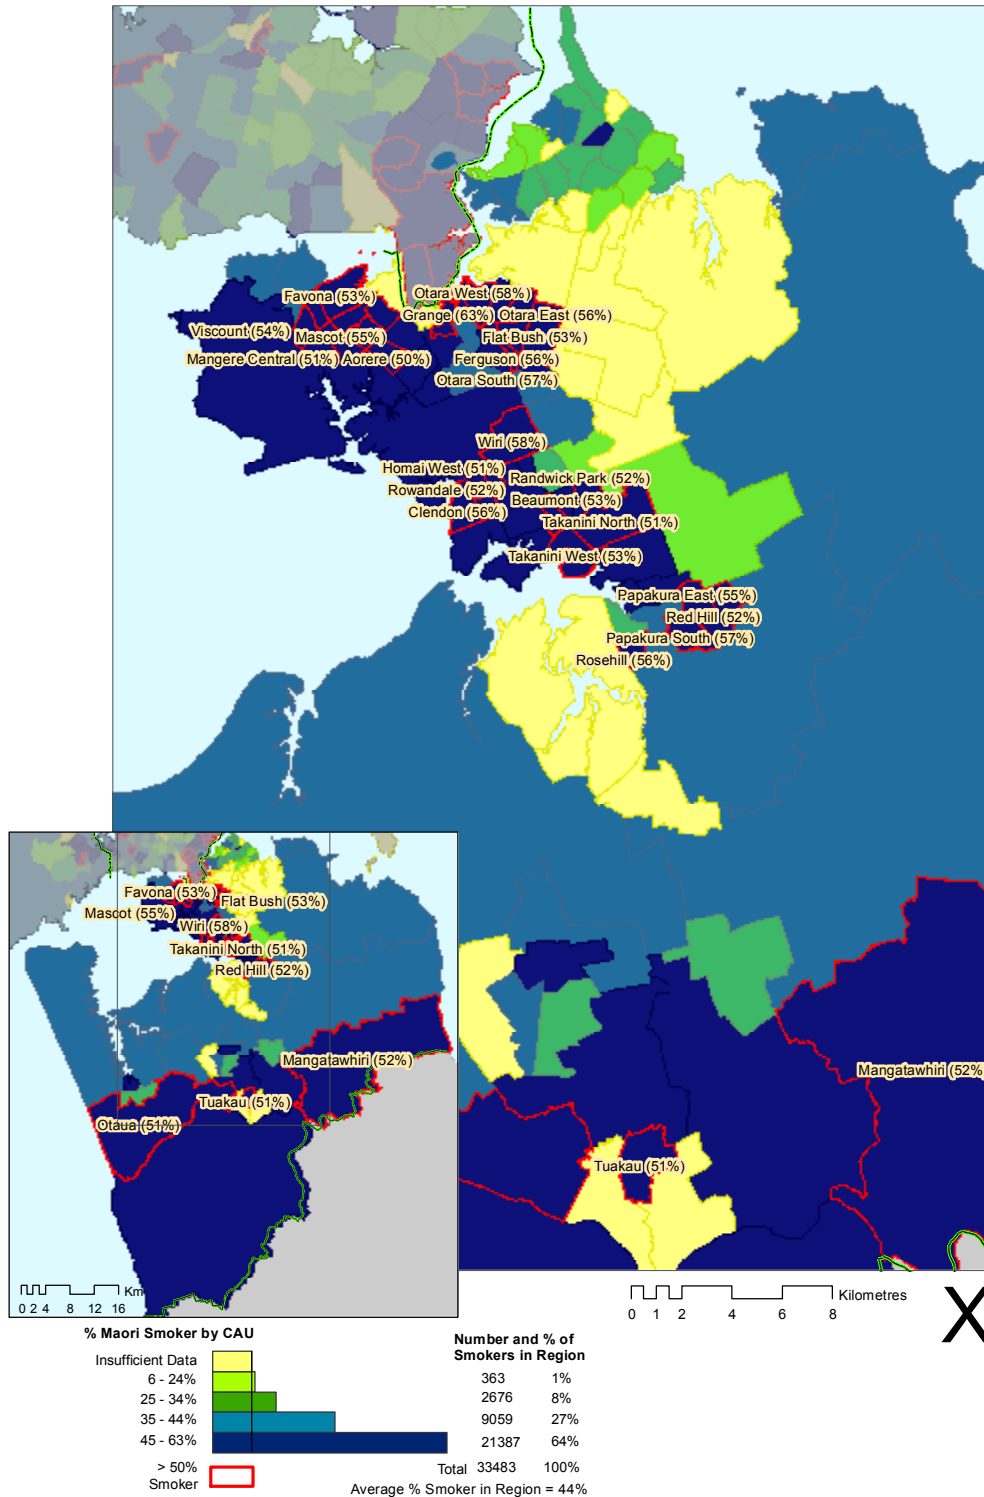 Favona (53%)
Otara West (58%)
Grange (63%)
Otara East (56%)
Viscount (54%)
Mascot (55%)
Flat Bush (53%)
Mangere Central (51%)
Aorere (50%)
Ferguson (56%)
Otara South (57%)
Wiri (58%)
Homai West (51%)
Randwick Park (52%)
Rowandale (52%)
Beaumont (53%)
Clendon (56%)
Takanini North (51%)
Takanini West (53%)
Papakura East (55%)
Red Hill (52%)
Papakura South (57%)
Rosehill (56%)
Mangatawhiri (52%
Tuakau (51%)
Favona (53%)
Flat Bush (53%)
Mascot (55%)
Wiri (58%)
Takanini North (51%)
Red Hill (52%)
Mangatawhiri (52%)
Tuakau (51%)
Otaua (51%)
Km
0 2 4 8 12 16
Kilometres
0 1 2 4 6 8
X
% Maori Smoker by CAU
Number and % of
Smokers in Region
Insufficient Data
6 - 24% 363 1%
25 - 34% 2676 8%
35 - 44% 9059 27%
45 - 63% 21387 64%
> 50%
Smoker
Total 33483 100%
Average % Smoker in Region = 44%